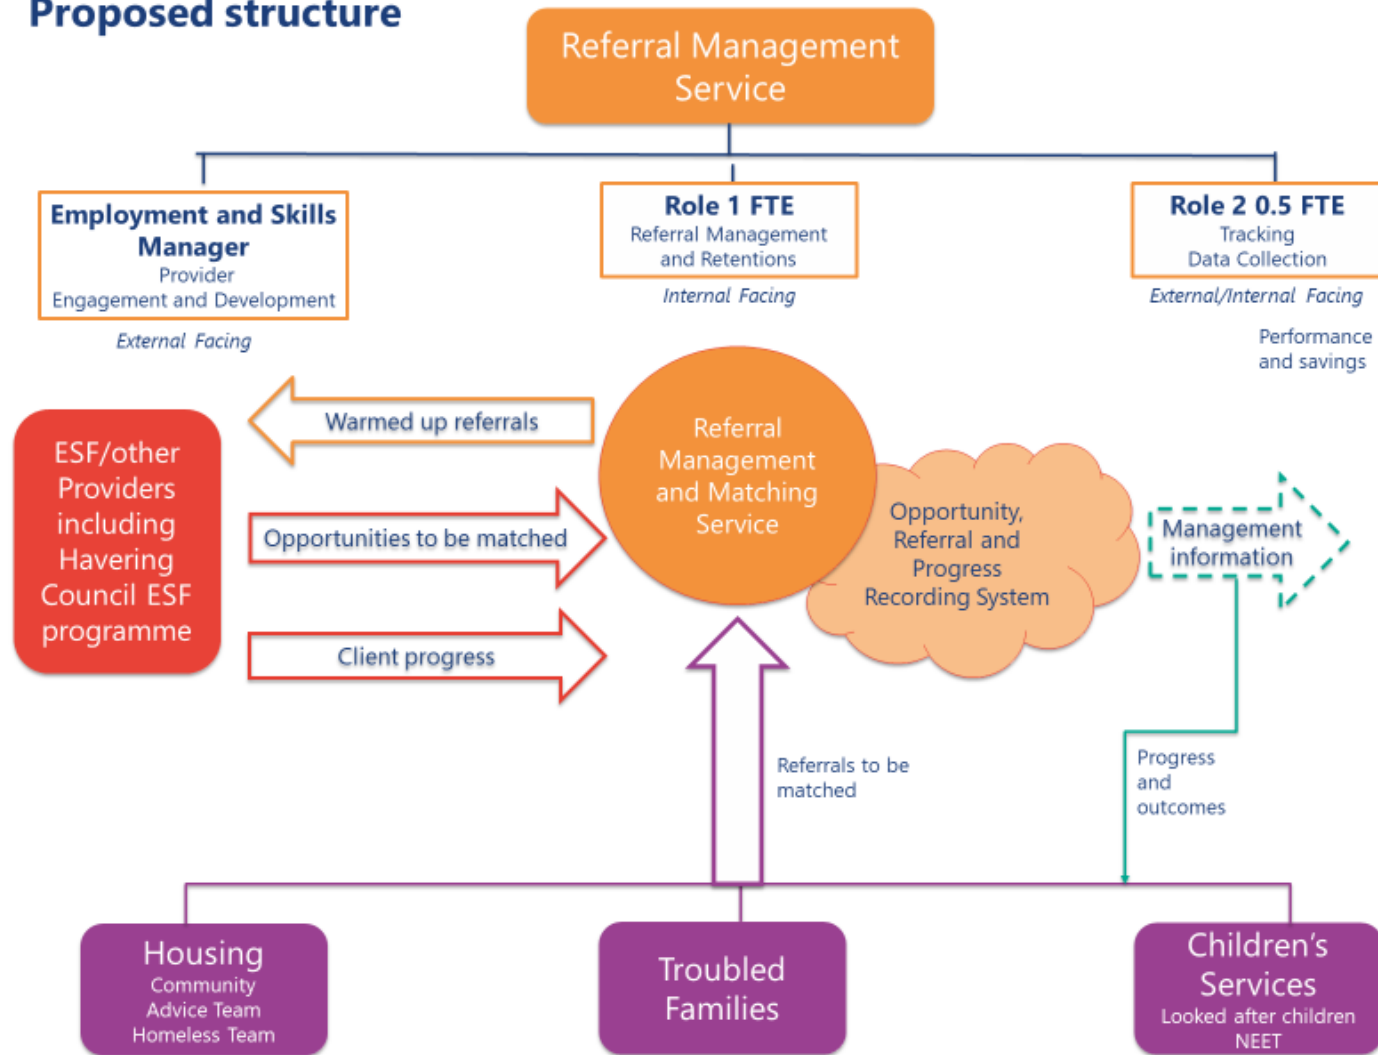 Proposed structure
Referral Management
Service
Employment and Skills
Manager
Provider
Engagement and Development
External Facing
Role 1 FTE
Referral Management
and Retentions
Internal Facing
Role 2 0.5 FTE
Tracking
Data Collection
External/Internal Facing
Performance
and savings
ESF/other
Providers
including
Havering
Council ESF
programme
Warmed up referrals
Opportunities to be matched
Client progress
Referral
Management
and Matching
Service
Opportunity,
Referral and
Progress
Recording System
Management
information
Referrals to be
matched
Progress
and
outcomes
Housing
Community
Advice Team
Homeless Team
Troubled
Families
Children's
Services
Looked after children
NEET